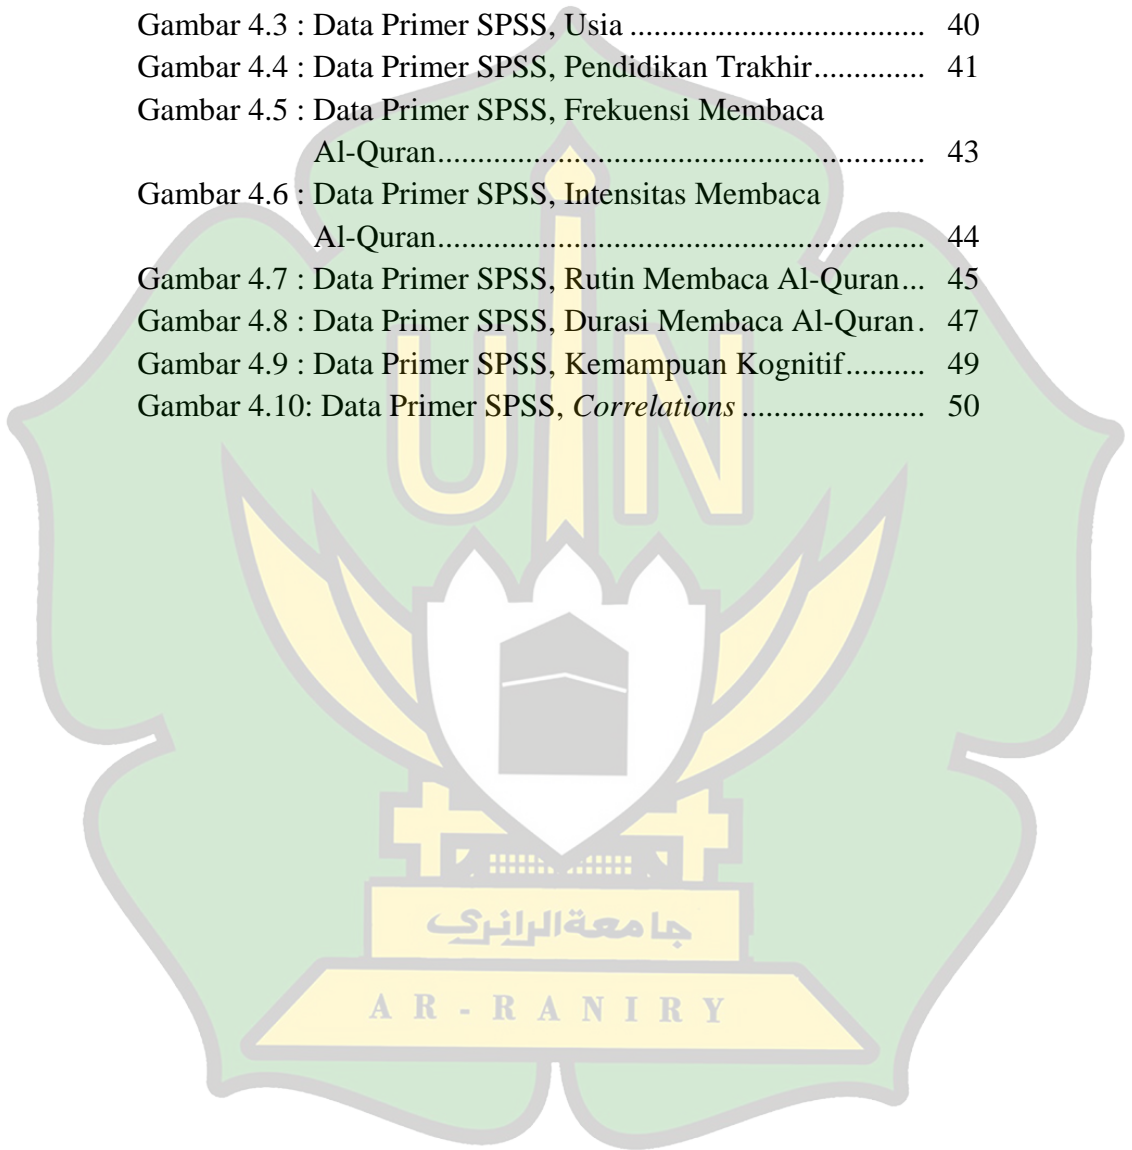 Gambar 4.3 : Data Primer SPSS, Usia .................................... 40
Gambar 4.4 : Data Primer SPSS, Pendidikan Trakhir.............. 41
Gambar 4.5 : Data Primer SPSS, Frekuensi Membaca
Al-Quran............................................................ 43
Gambar 4.6 : Data Primer SPSS, Intensitas Membaca
Al-Quran............................................................ 44
Gambar 4.7 : Data Primer SPSS, Rutin Membaca Al-Quran... 45
Gambar 4.8 : Data Primer SPSS, Durasi Membaca Al-Quran. 47
Gambar 4.9 : Data Primer SPSS, Kemampuan Kognitif.......... 49
Gambar 4.10: Data Primer SPSS, Correlations ...................... 50
UIN
جامعةالرانري
AR-RANIRY